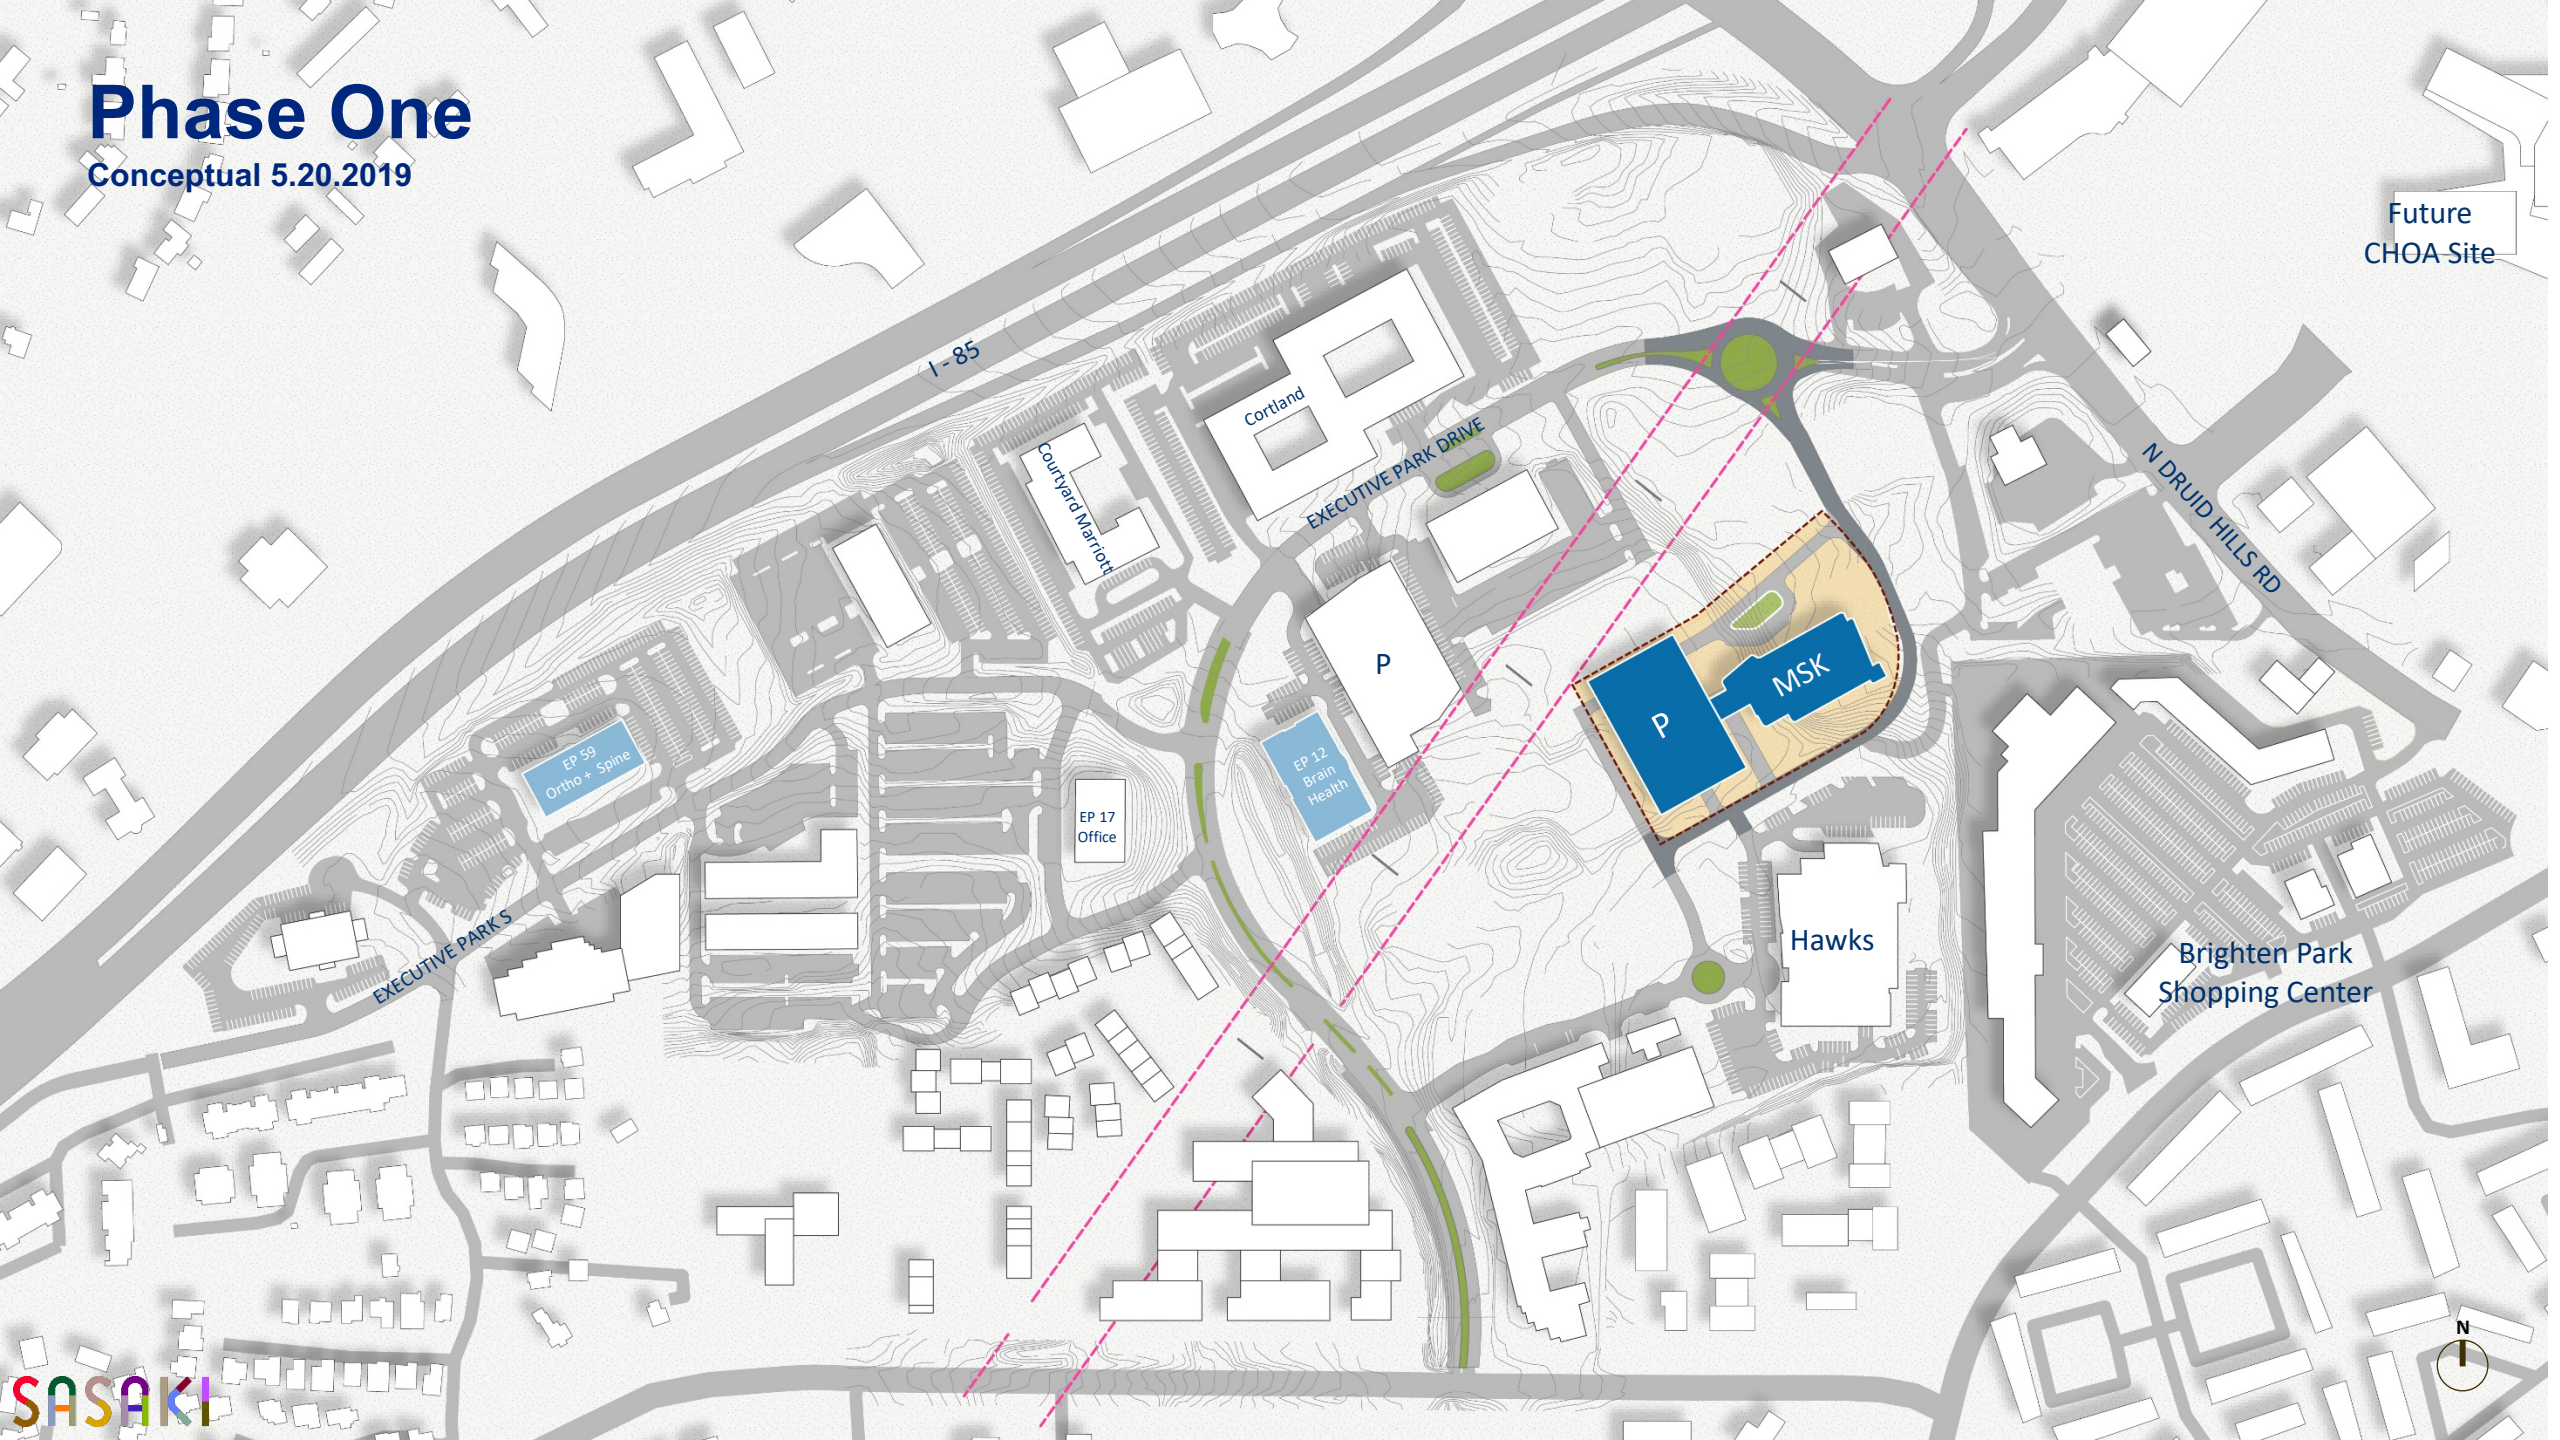 Phase One
Conceptual 5.20.2019
Future
CHOA Site
I - 85
Cortland
Courtyard Marriott
EXECUTIVE PARK DRIVE
N DRUID HILLS RD
P
MSK
P
EP 59
Ortho + Spine
EP 12
Brain
Health
EP 17
Office
EXECUTIVE PARK S
Hawks
Brighten Park
Shopping Center
N
SASAKI